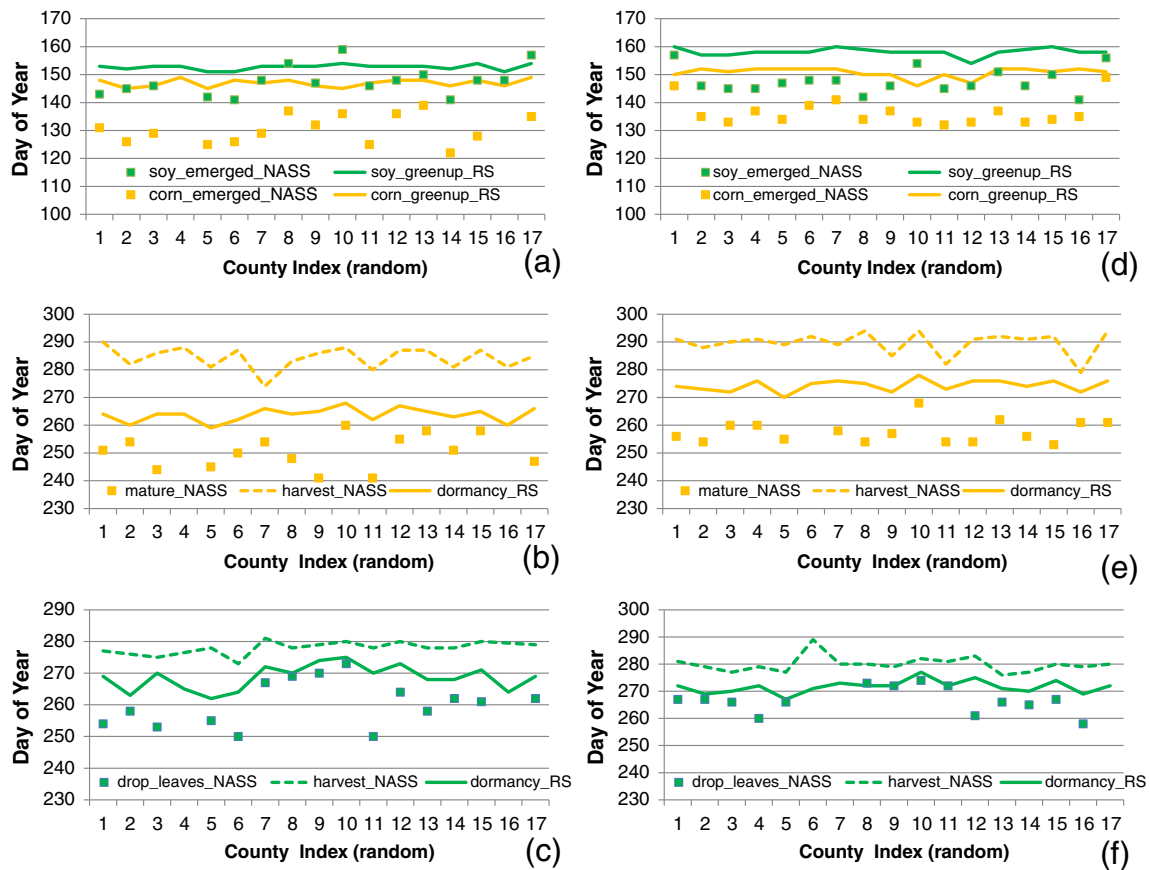 170
160
150
140
130
120
110
100
Day of Year
soy_emerged_NASS soy_greenup_RS
corn_emerged_NASS corn_greenup_RS
1 2 3 4 5 6 7 8 9 10 11 12 13 14 15 16 17
County Index (random)
(a)
170
160
150
140
130
120
110
100
Day of Year
soy_emerged_NASS soy_greenup_RS
corn_emerged_NASS corn_greenup_RS
1 2 3 4 5 6 7 8 9 10 11 12 13 14 15 16 17
County Index (random)
(d)
300
290
280
270
260
250
240
230
Day of Year
mature_NASS harvest_NASS dormancy_RS
1 2 3 4 5 6 7 8 9 10 11 12 13 14 15 16 17
County Index (random)
(b)
300
290
280
270
260
250
240
230
Day of Year
mature_NASS harvest_NASS dormancy_RS
1 2 3 4 5 6 7 8 9 10 11 12 13 14 15 16 17
County Index (random)
(e)
290
280
270
260
250
240
230
Day of Year
drop_leaves_NASS harvest_NASS dormancy_RS
1 2 3 4 5 6 7 8 9 10 11 12 13 14 15 16 17
County Index (random)
(c)
300
290
280
270
260
250
240
230
Day of Year
drop_leaves_NASS harvest_NASS dormancy_RS
1 2 3 4 5 6 7 8 9 10 11 12 13 14 15 16 17
County Index (random)
(f)